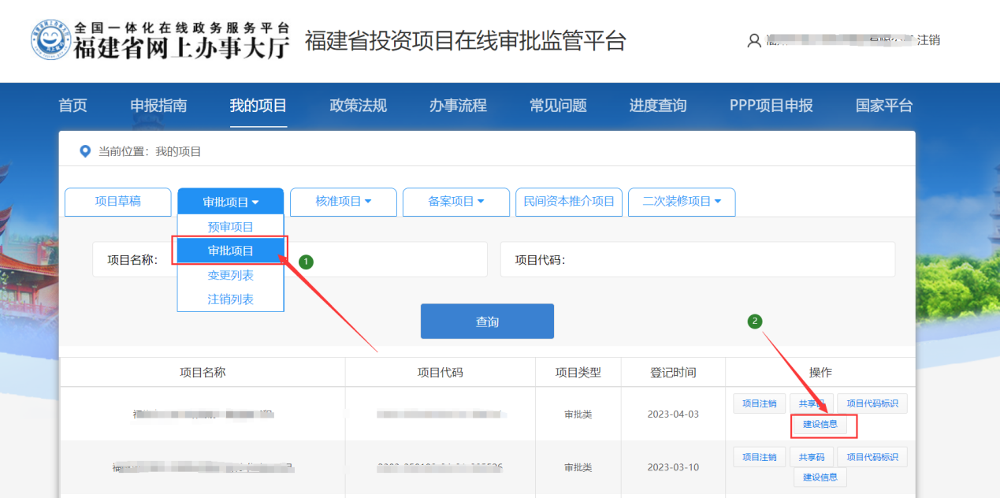 全国一体化在线政务服务平台
福建省网上办事大厅
福建省投资项目在线审批监管平台
注销
首页 申报指南 我的项目 政策法规 办事流程 常见问题 进度查询 PPP项目申报 国家平台
当前位置：我的项目
项目草稿 审批项目 核准项目 备案项目 民间资本推介项目 二次装修项目
预审项目
审批项目
变更列表
注销列表
1
项目名称： 项目代码：
查询
2
项目名称 项目代码 项目类型 登记时间 操作
审批类 2023-04-03 项目注销 共享码 项目代码标识
建设信息
审批类 2023-03-10 项目注销 共享码 项目代码标识
建设信息